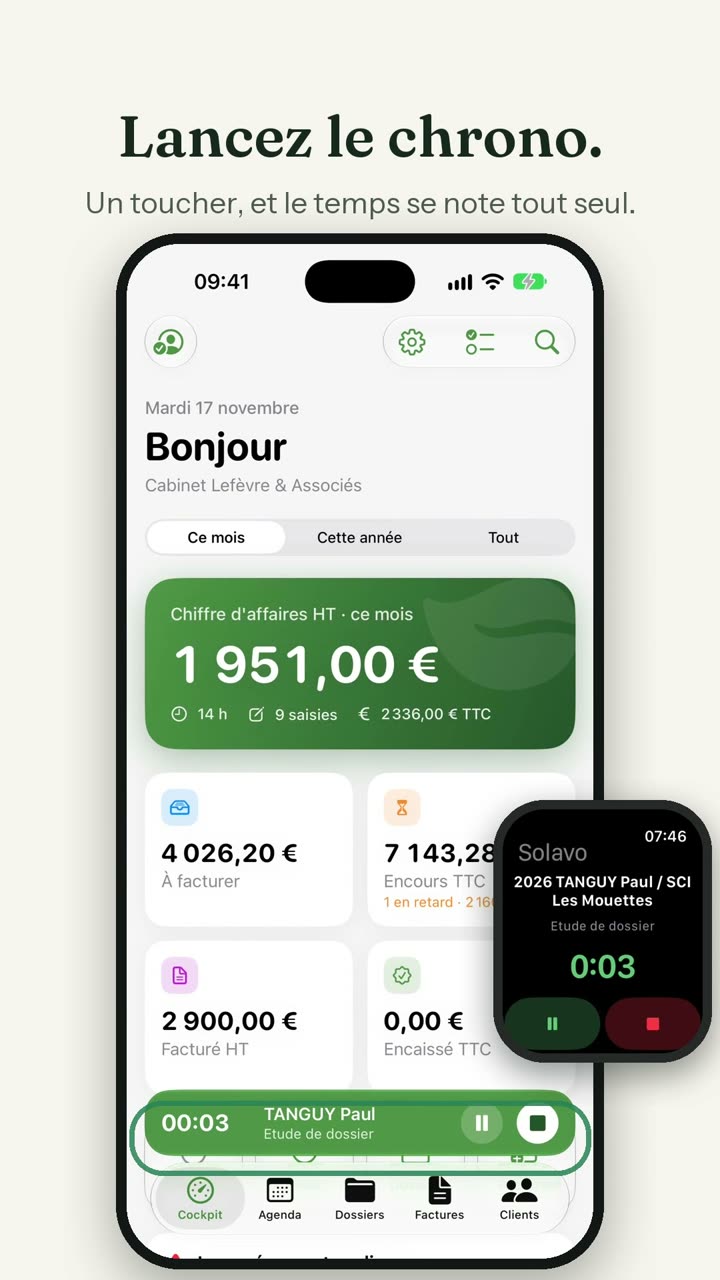 Lancez le chrono.
Un toucher, et le temps se note tout seul.
09:41
Mardi 17 novembre
Bonjour
Cabinet Lefèvre & Associés
Ce mois Cette année Tout
Chiffre d'affaires HT · ce mois
1 951,00 €
14 h 9 saisies € 2 336,00 € TTC
4 026,20 €
À facturer
7 143,28
Encours TTC
1 en retard · 2 16
2 900,00 €
Facturé HT
0,00 €
Encaissé TTC
07:46
Solavo
2026 TANGUY Paul / SCI
Les Mouettes
Etude de dossier
0:03
00:03
TANGUY Paul
Etude de dossier
Cockpit Agenda Dossiers Factures Clients